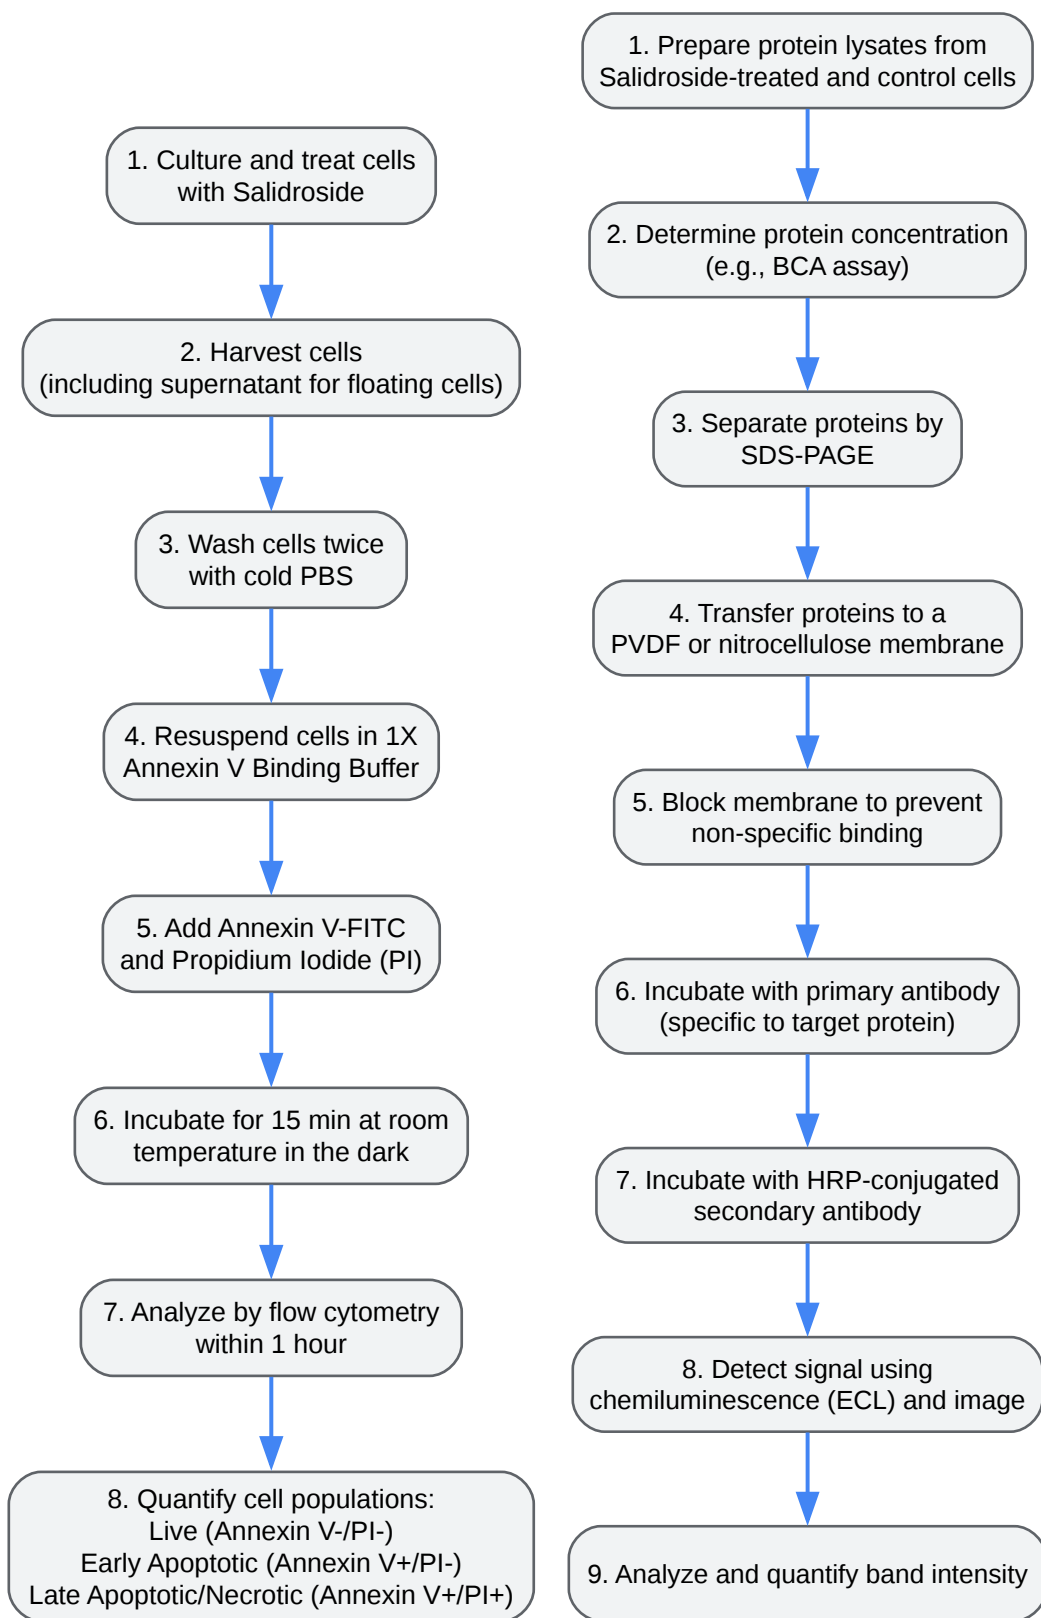 1. Culture and treat cells
with Salidroside
2. Harvest cells
(including supernatant for floating cells)
3. Wash cells twice
with cold PBS
4. Resuspend cells in 1X
Annexin V Binding Buffer
5. Add Annexin V-FITC
and Propidium Iodide (PI)
6. Incubate for 15 min at room
temperature in the dark
7. Analyze by flow cytometry
within 1 hour
8. Quantify cell populations:
Live (Annexin V-/PI-)
Early Apoptotic (Annexin V+/PI-)
Late Apoptotic/Necrotic (Annexin V+/PI+)
1. Prepare protein lysates from
Salidroside-treated and control cells
2. Determine protein concentration
(e.g., BCA assay)
3. Separate proteins by
SDS-PAGE
4. Transfer proteins to a
PVDF or nitrocellulose membrane
5. Block membrane to prevent
non-specific binding
6. Incubate with primary antibody
(specific to target protein)
7. Incubate with HRP-conjugated
secondary antibody
8. Detect signal using
chemiluminescence (ECL) and image
9. Analyze and quantify band intensity